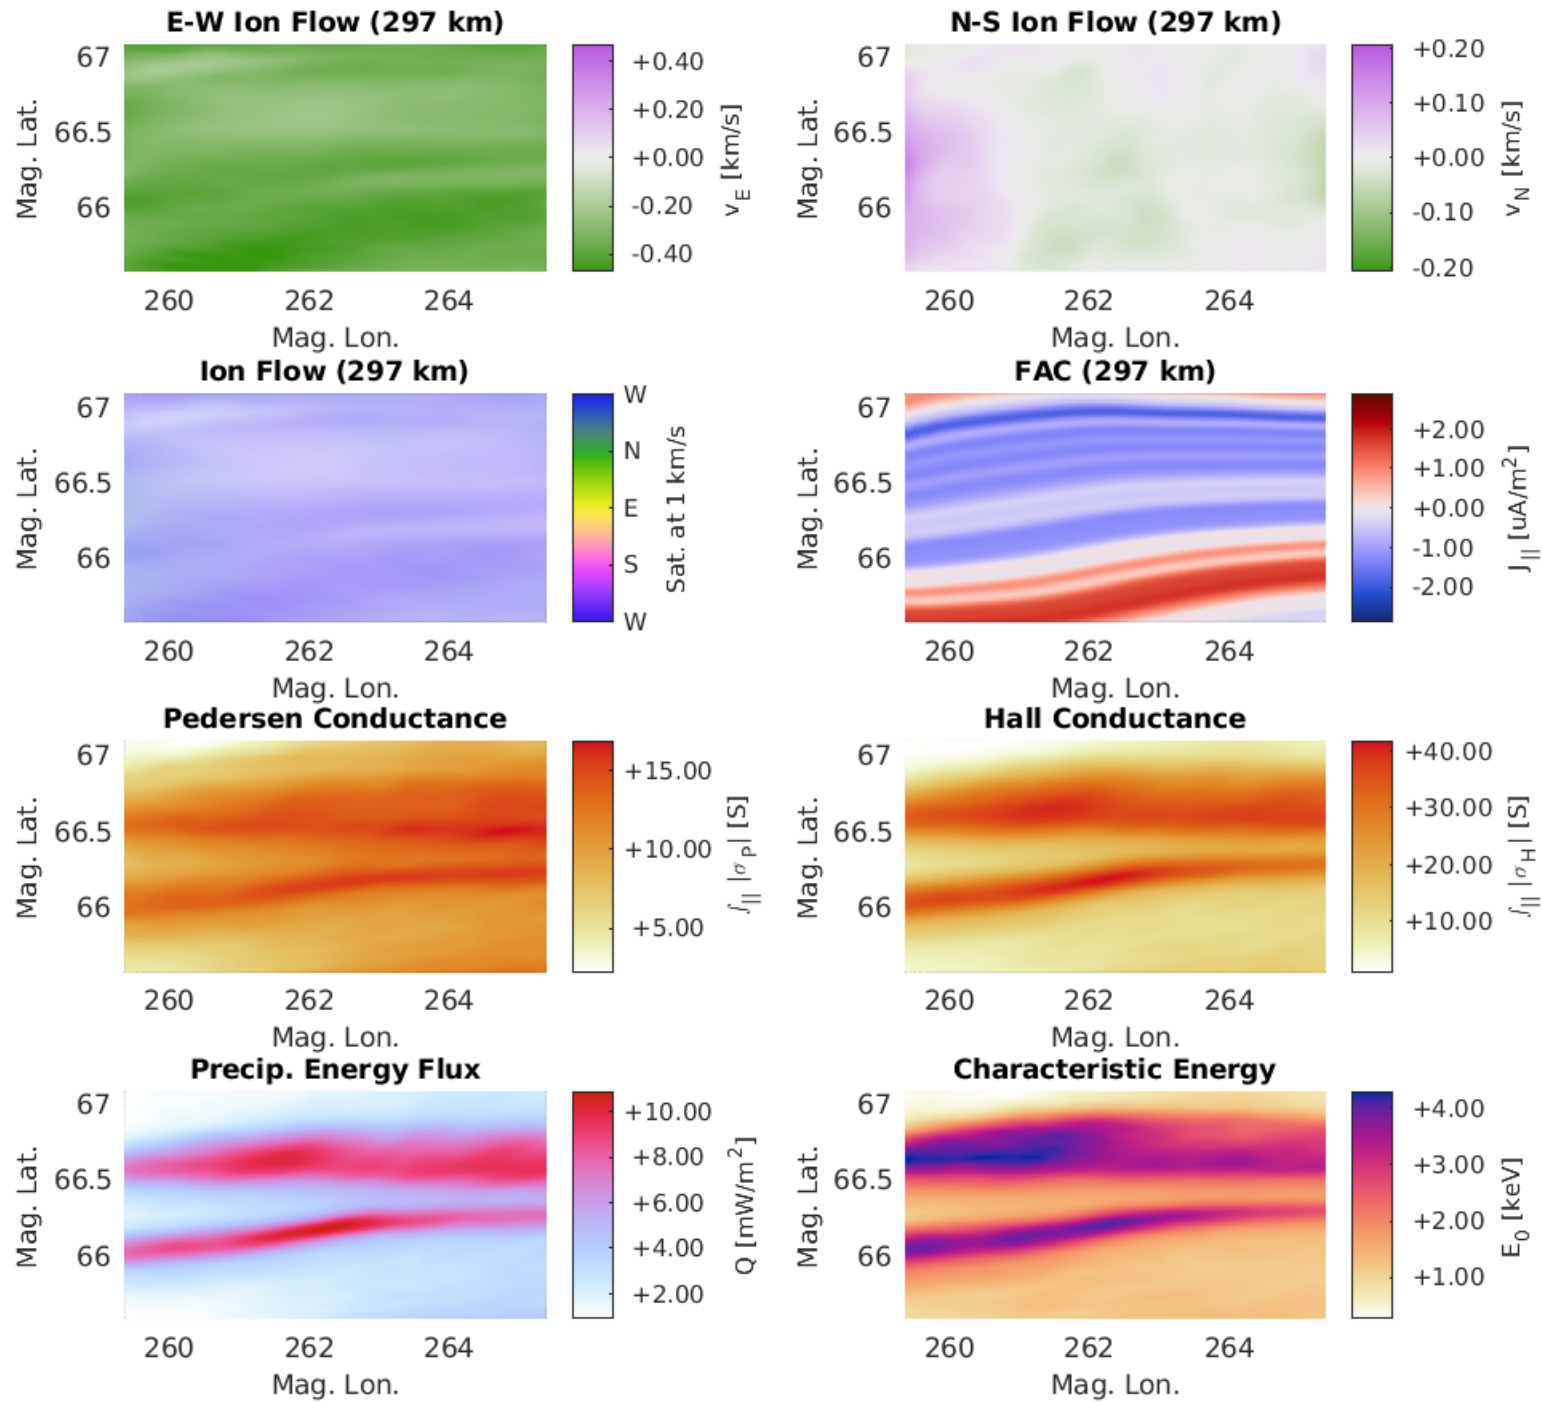 E-W Ion Flow (297 km)
67
66.5
66
Mag. Lat.
260 262 264
Mag. Lon.
+0.40
+0.20
+0.00
-0.20
-0.40
v_E [km/s]
N-S Ion Flow (297 km)
67
66.5
66
Mag. Lat.
260 262 264
Mag. Lon.
+0.20
+0.10
+0.00
-0.10
-0.20
v_N [km/s]
Ion Flow (297 km)
67
66.5
66
Mag. Lat.
260 262 264
Mag. Lon.
W
N
E
S
W
Sat. at 1 km/s
FAC (297 km)
67
66.5
66
Mag. Lat.
260 262 264
Mag. Lon.
+2.00
+1.00
+0.00
-1.00
-2.00
J_|| [uA/m²]
Pedersen Conductance
67
66.5
66
Mag. Lat.
260 262 264
Mag. Lon.
+15.00
+10.00
+5.00
∫_|| |σ_P| [S]
Hall Conductance
67
66.5
66
Mag. Lat.
260 262 264
Mag. Lon.
+40.00
+30.00
+20.00
+10.00
∫_|| |σ_H| [S]
Precip. Energy Flux
67
66.5
66
Mag. Lat.
260 262 264
Mag. Lon.
+10.00
+8.00
+6.00
+4.00
+2.00
Q [mW/m²]
Characteristic Energy
67
66.5
66
Mag. Lat.
260 262 264
Mag. Lon.
+4.00
+3.00
+2.00
+1.00
E_0 [keV]